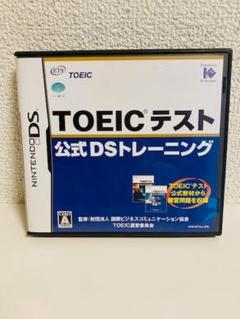 ETS TOEIC
TOEIC®テスト
公式DSトレーニング
NINTENDO DS
TOEIC®テスト
公式教材から
練習問題を収録
CERO
A
監修:財団法人 国際ビジネスコミュニケーション協会
TOEIC運営委員会